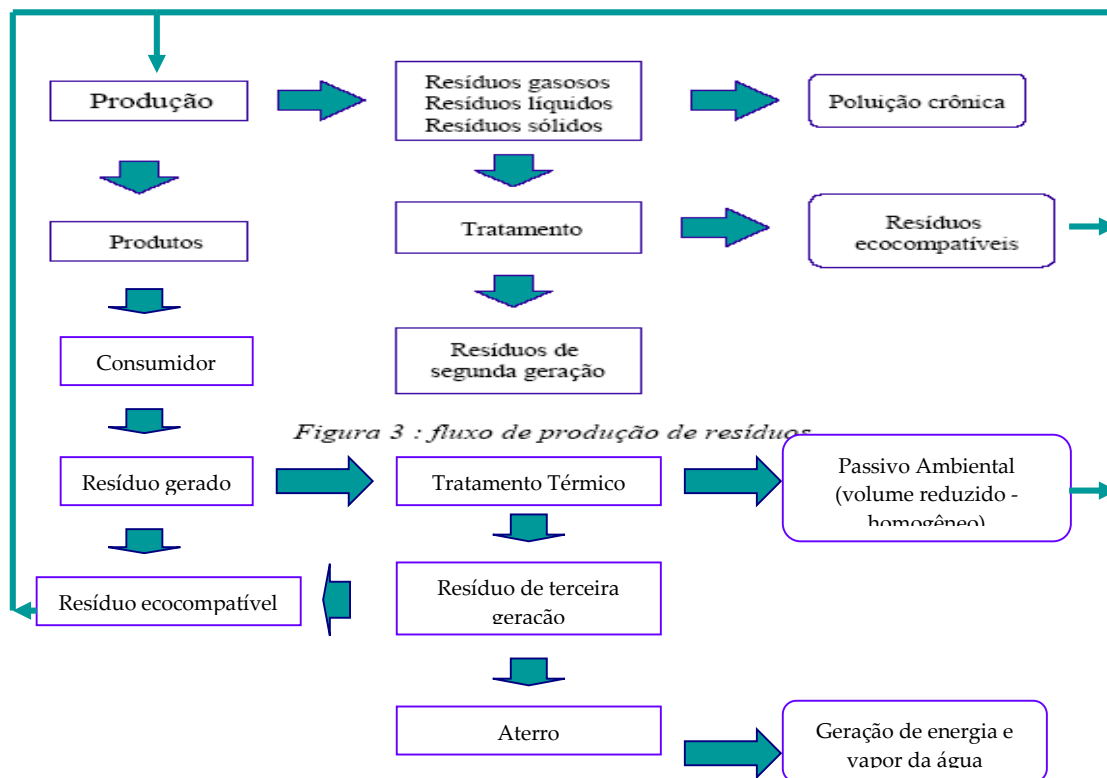 Produção
Resíduos gasosos
Resíduos líquidos
Resíduos sólidos
Poluição crônica
Produtos
Tratamento
Resíduos
ecocompatíveis
Consumidor
Resíduos de
segunda geração
Figura 3 : fluxo de produção de resíduos
Resíduo gerado
Tratamento Térmico
Passivo Ambiental
(volume reduzido -
homogêneo)
Resíduo ecocompatível
Resíduo de terceira
geração
Aterro
Geração de energia e
vapor da água